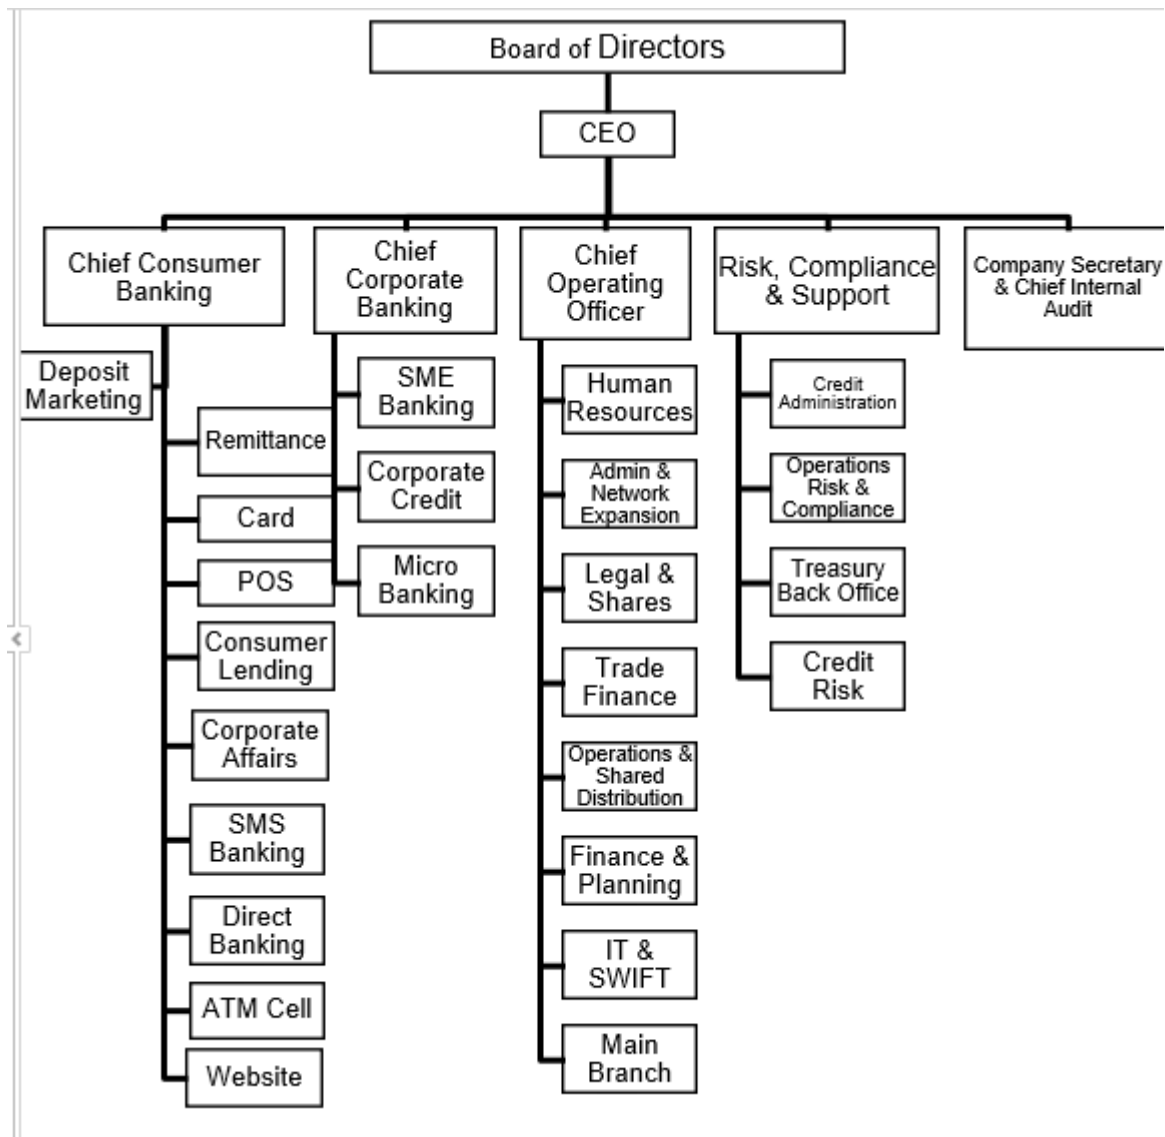 Board of Directors
CEO
Chief Consumer
Banking
Chief
Corporate
Banking
Chief
Operating
Officer
Risk, Compliance
& Support
Company Secretary
& Chief Internal
Audit
Deposit
Marketing
Remittance
Card
POS
Consumer
Lending
Corporate
Affairs
SMS
Banking
Direct
Banking
ATM Cell
Website
SME
Banking
Corporate
Credit
Micro
Banking
Human
Resources
Admin &
Network
Expansion
Legal &
Shares
Trade
Finance
Operations &
Shared
Distribution
Finance &
Planning
IT &
SWIFT
Main
Branch
Credit
Administration
Operations
Risk &
Compliance
Treasury
Back Office
Credit
Risk